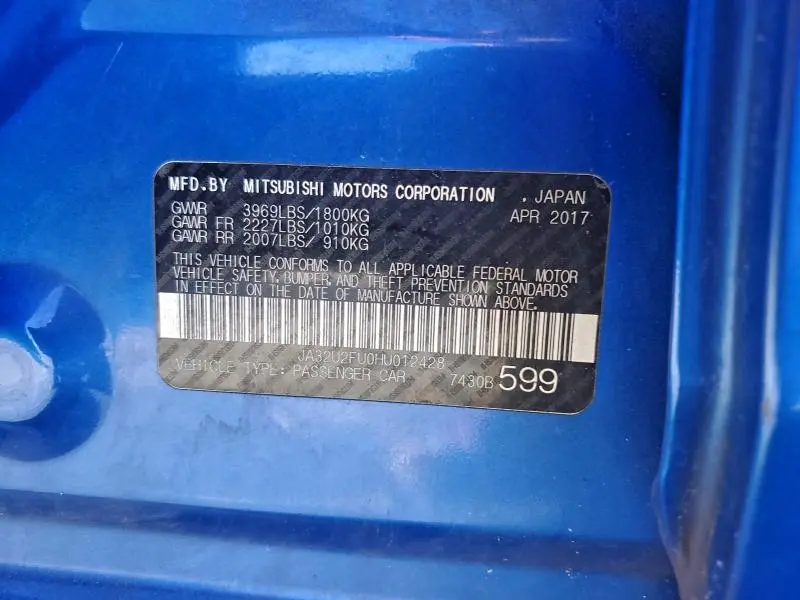 MFD.BY MITSUBISHI MOTORS CORPORATION , JAPAN
GVWR 3969LBS/1800KG APR 2017
GAWR FR 2227LBS/1010KG
GAWR RR 2007LBS/ 910KG
THIS VEHICLE CONFORMS TO ALL APPLICABLE FEDERAL MOTOR
VEHICLE SAFETY, BUMPER, AND THEFT PREVENTION STANDARDS
IN EFFECT ON THE DATE OF MANUFACTURE SHOWN ABOVE.
JA32U2FU0HU012428
VEHICLE TYPE: PASSENGER CAR 7430B 599